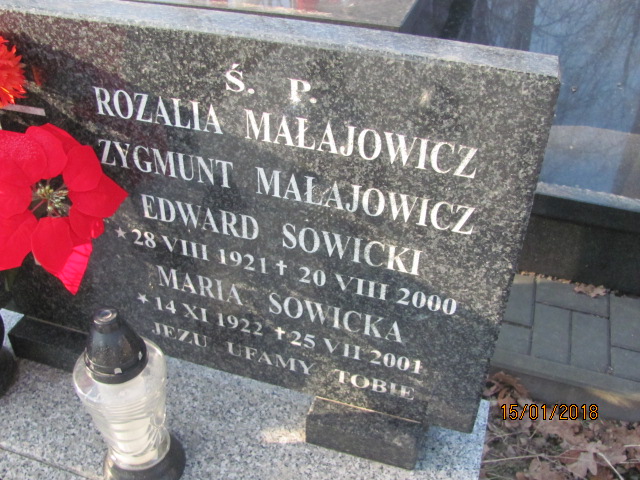 Ś. P.
ROZALIA MAŁAJOWICZ
ZYGMUNT MAŁAJOWICZ
EDWARD SOWICKI
* 28 VIII 1921 † 20 VIII 2000
MARIA SOWICKA
* 14 XI 1922 † 25 VII 2001
JEZU UFAMY TOBIE
15/01/2018